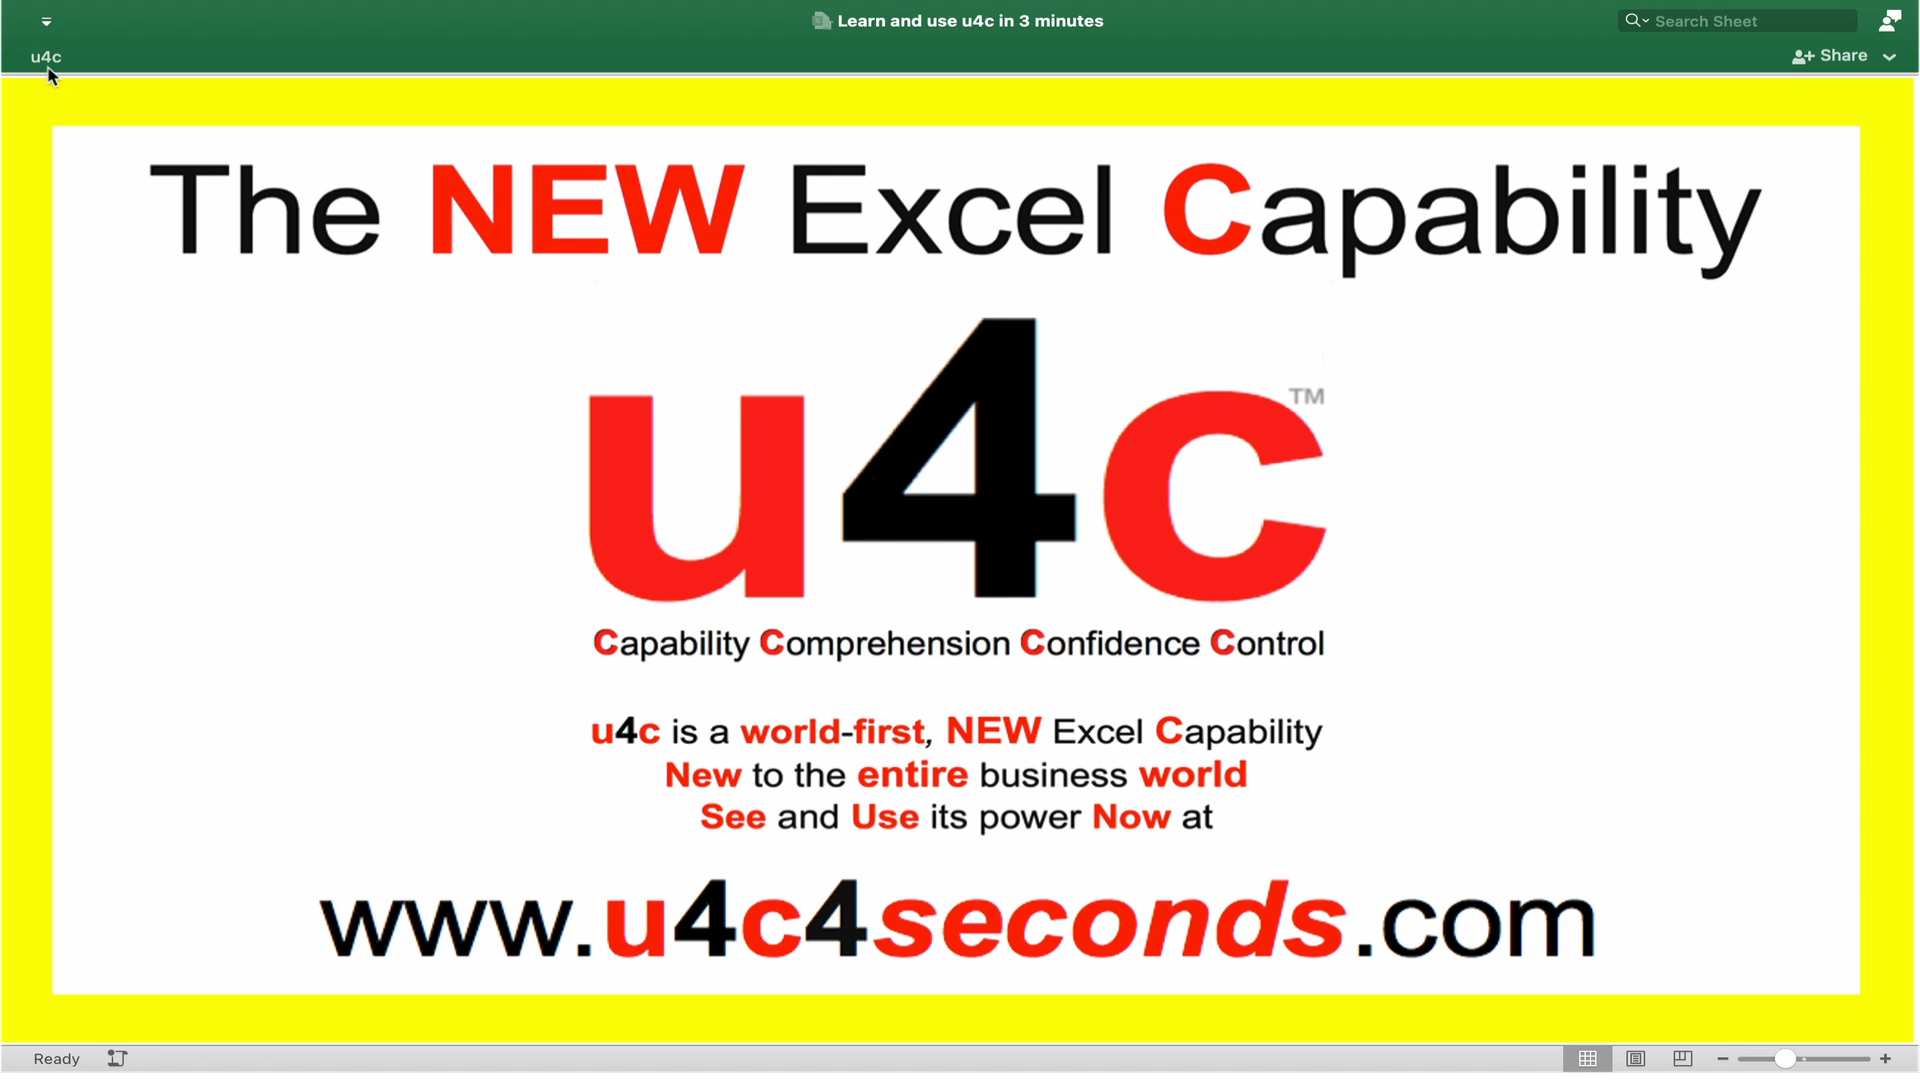 Learn and use u4c in 3 minutes
Search Sheet
u4c
Share
The NEW Excel Capability
u4c™
Capability Comprehension Confidence Control
u4c is a world-first, NEW Excel Capability
New to the entire business world
See and Use its power Now at
www.u4c4seconds.com
Ready